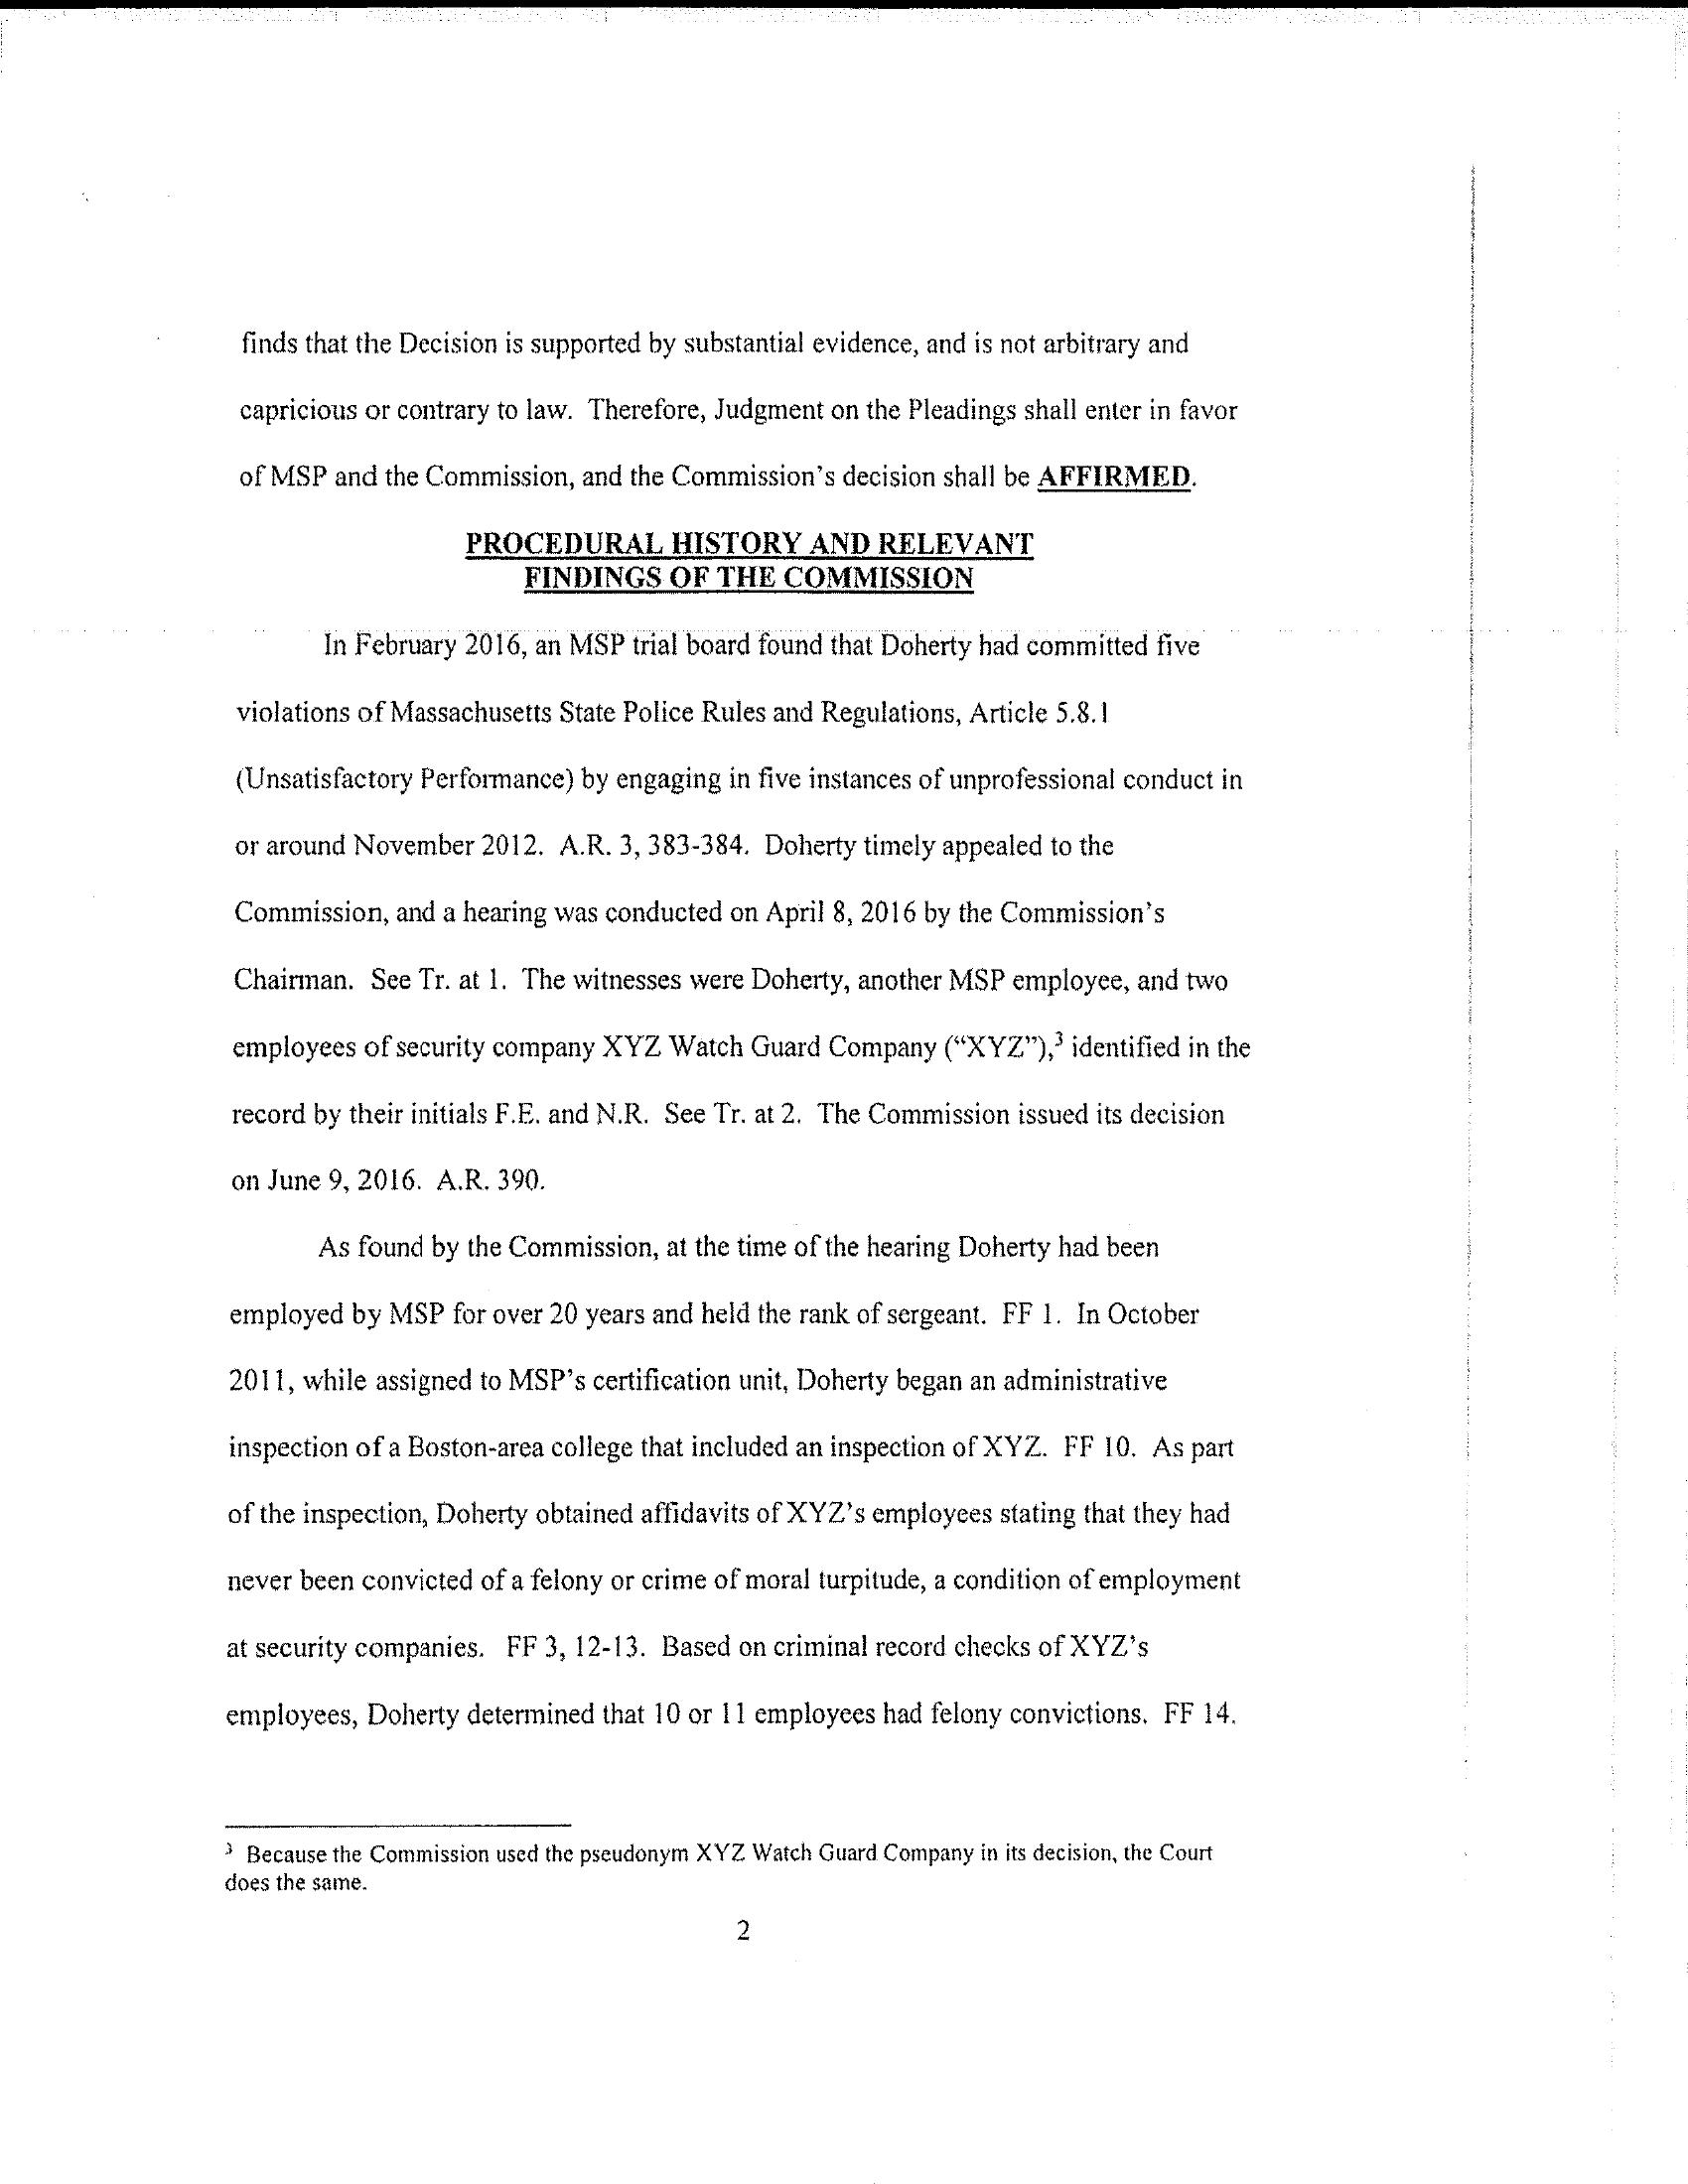 finds that the Decision is supported by substantial evidence, and is not arbitrary and
capricious or contrary to law. Therefore, Judgment on the Pleadings shall enter in favor
of MSP and the Commission, and the Commission's decision shall be AFFIRMED.
PROCEDURAL HISTORY AND RELEVANT
FINDINGS OF THE COMMISSION
In February 2016, an MSP trial board found that Doherty had committed five
violations of Massachusetts State Police Rules and Regulations, Article 5.8.1
(Unsatisfactory Performance) by engaging in five instances of unprofessional conduct in
or around November 2012. A.R. 3, 383-384. Doherty timely appealed to the
Commission, and a hearing was conducted on April 8, 2016 by the Commission's
Chairman. See Tr. at 1. The witnesses were Doherty, another MSP employee, and two
employees of security company XYZ Watch Guard Company ("XYZ"),³ identified in the
record by their initials F.E. and N.R. See Tr. at 2. The Commission issued its decision
on June 9, 2016. A.R. 390.
As found by the Commission, at the time of the hearing Doherty had been
employed by MSP for over 20 years and held the rank of sergeant. FF 1. In October
2011, while assigned to MSP's certification unit, Doherty began an administrative
inspection of a Boston-area college that included an inspection of XYZ. FF 10. As part
of the inspection, Doherty obtained affidavits of XYZ's employees stating that they had
never been convicted of a felony or crime of moral turpitude, a condition of employment
at security companies. FF 3, 12-13. Based on criminal record checks of XYZ's
employees, Doherty determined that 10 or 11 employees had felony convictions. FF 14.
³ Because the Commission used the pseudonym XYZ Watch Guard Company in its decision, the Court
does the same.
2